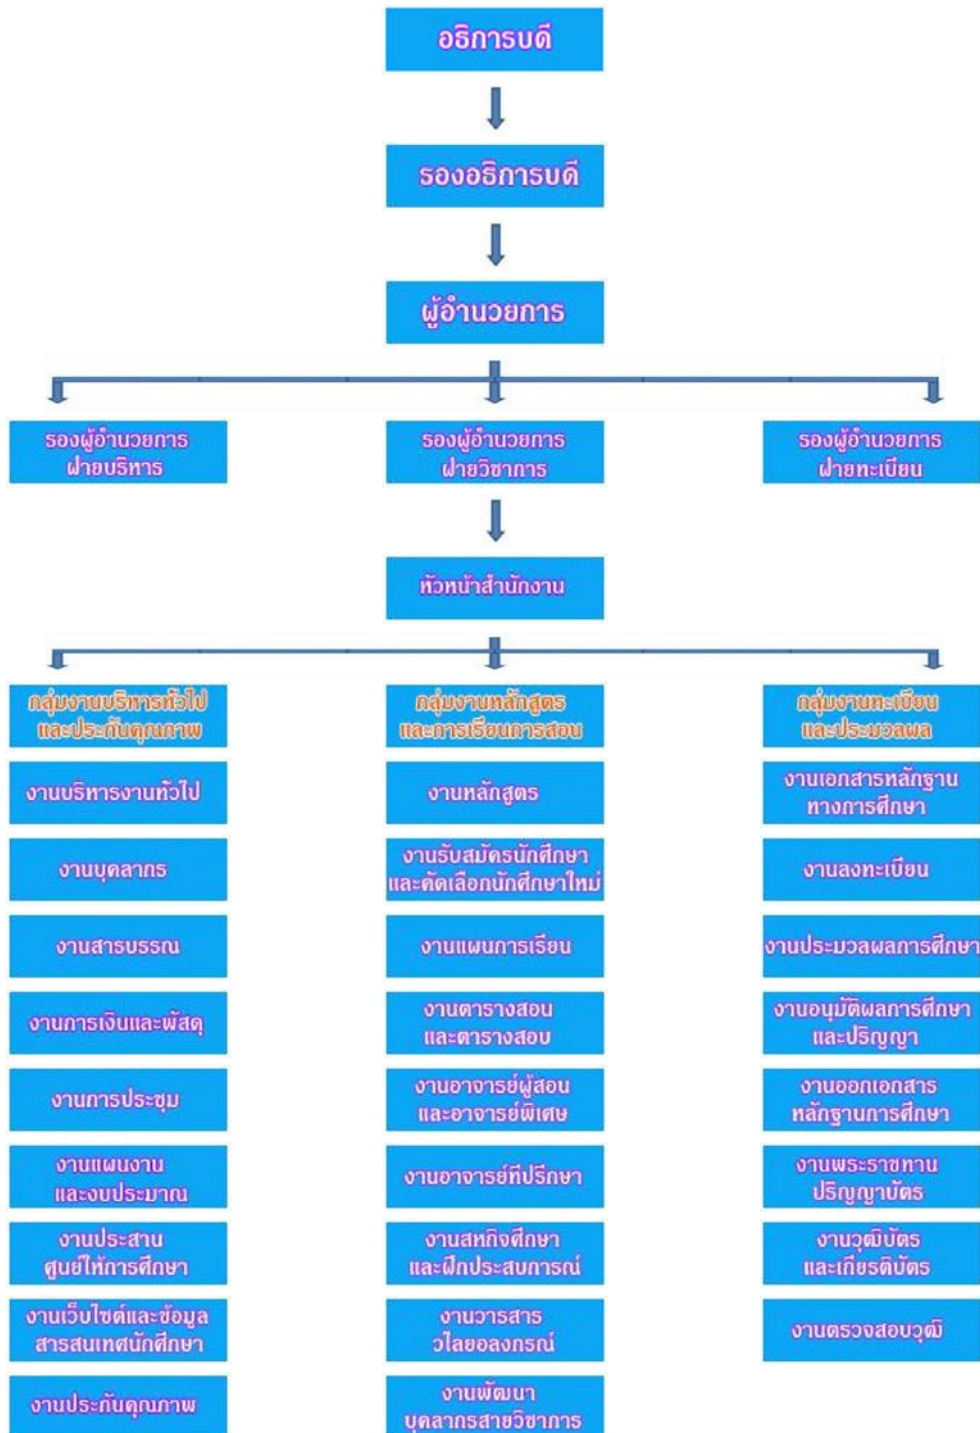 อธิการบดี
รองอธิการบดี
ผู้อำนวยการ
รองผู้อำนวยการ
ฝ่ายบริหาร
รองผู้อำนวยการ
ฝ่ายวิชาการ
รองผู้อำนวยการ
ฝ่ายทะเบียน
หัวหน้าสำนักงาน
กลุ่มงานบริหารทั่วไป
และประกันคุณภาพ
งานบริหารงานทั่วไป
งานบุคลากร
งานสารบรรณ
งานการเงินและพัสดุ
งานการประชุม
งานแผนงาน
และงบประมาณ
งานประสาน
ศูนย์ให้การศึกษา
งานเว็บไซต์และข้อมูล
สารสนเทศนักศึกษา
งานประกันคุณภาพ
กลุ่มงานหลักสูตร
และการเรียนการสอน
งานหลักสูตร
งานรับสมัครนักศึกษา
และคัดเลือกนักศึกษาใหม่
งานแผนการเรียน
งานตารางสอน
และตารางสอบ
งานอาจารย์ผู้สอน
และอาจารย์พิเศษ
งานอาจารย์ที่ปรึกษา
งานสหกิจศึกษา
และฝึกประสบการณ์
งานวารสาร
วไลยอลงกรณ์
งานพัฒนา
บุคลากรสายวิชาการ
กลุ่มงานทะเบียน
และประมวลผล
งานเอกสารหลักฐาน
ทางการศึกษา
งานลงทะเบียน
งานประมวลผลการศึกษา
งานอนุมัติผลการศึกษา
และปริญญา
งานออกเอกสาร
หลักฐานการศึกษา
งานพระราชทาน
ปริญญาบัตร
งานวุฒิบัตร
และเกียรติบัตร
งานตรวจสอบวุฒิ